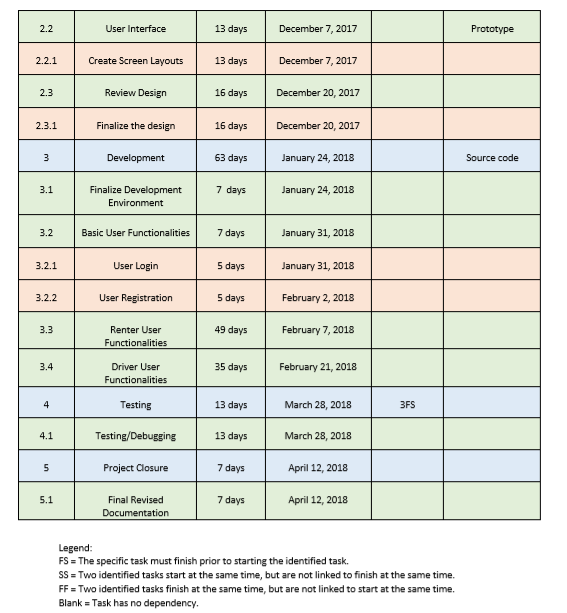 2.2 User Interface 13 days December 7, 2017 Prototype
2.2.1 Create Screen Layouts 13 days December 7, 2017
2.3 Review Design 16 days December 20, 2017
2.3.1 Finalize the design 16 days December 20, 2017
3 Development 63 days January 24, 2018 Source code
3.1 Finalize Development 7 days January 24, 2018
Environment
3.2 Basic User Functionalities 7 days January 31, 2018
3.2.1 User Login 5 days January 31, 2018
3.2.2 User Registration 5 days February 2, 2018
3.3 Renter User 49 days February 7, 2018
Functionalities
3.4 Driver User 35 days February 21, 2018
Functionalities
4 Testing 13 days March 28, 2018 3FS
4.1 Testing/Debugging 13 days March 28, 2018
5 Project Closure 7 days April 12, 2018
5.1 Final Revised 7 days April 12, 2018
Documentation
Legend:
FS = The specific task must finish prior to starting the identified task.
SS = Two identified tasks start at the same time, but are not linked to finish at the same time.
FF = Two identified tasks finish at the same time, but are not linked to start at the same time.
Blank = Task has no dependency.